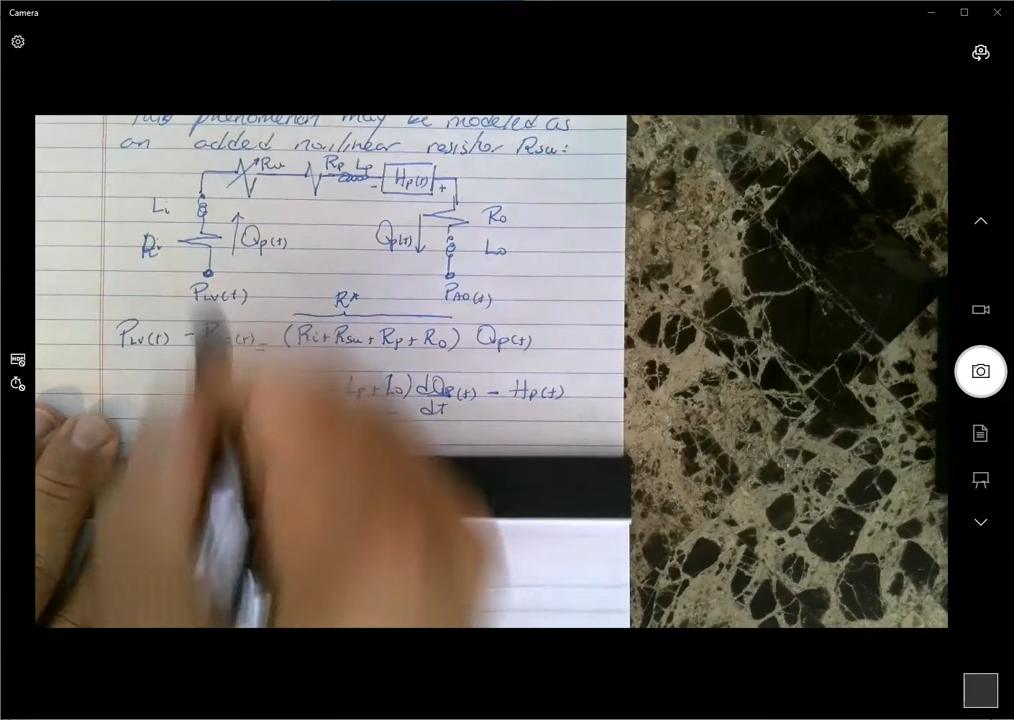 Camera
This phenomenon may be modeled as
an added nonlinear resistor Rsu:
Rp Lp
Hp(t)
- +
Li
Ro
Qp(t)
Qp(t)
Ri
Lo
PLV(t)
R*
PAO(t)
PLV(t) - (t) = (Ri + Rsu + Rp + Ro) Qp(t)
Lp + Lo) dQp(t) - Hp(t)
dt